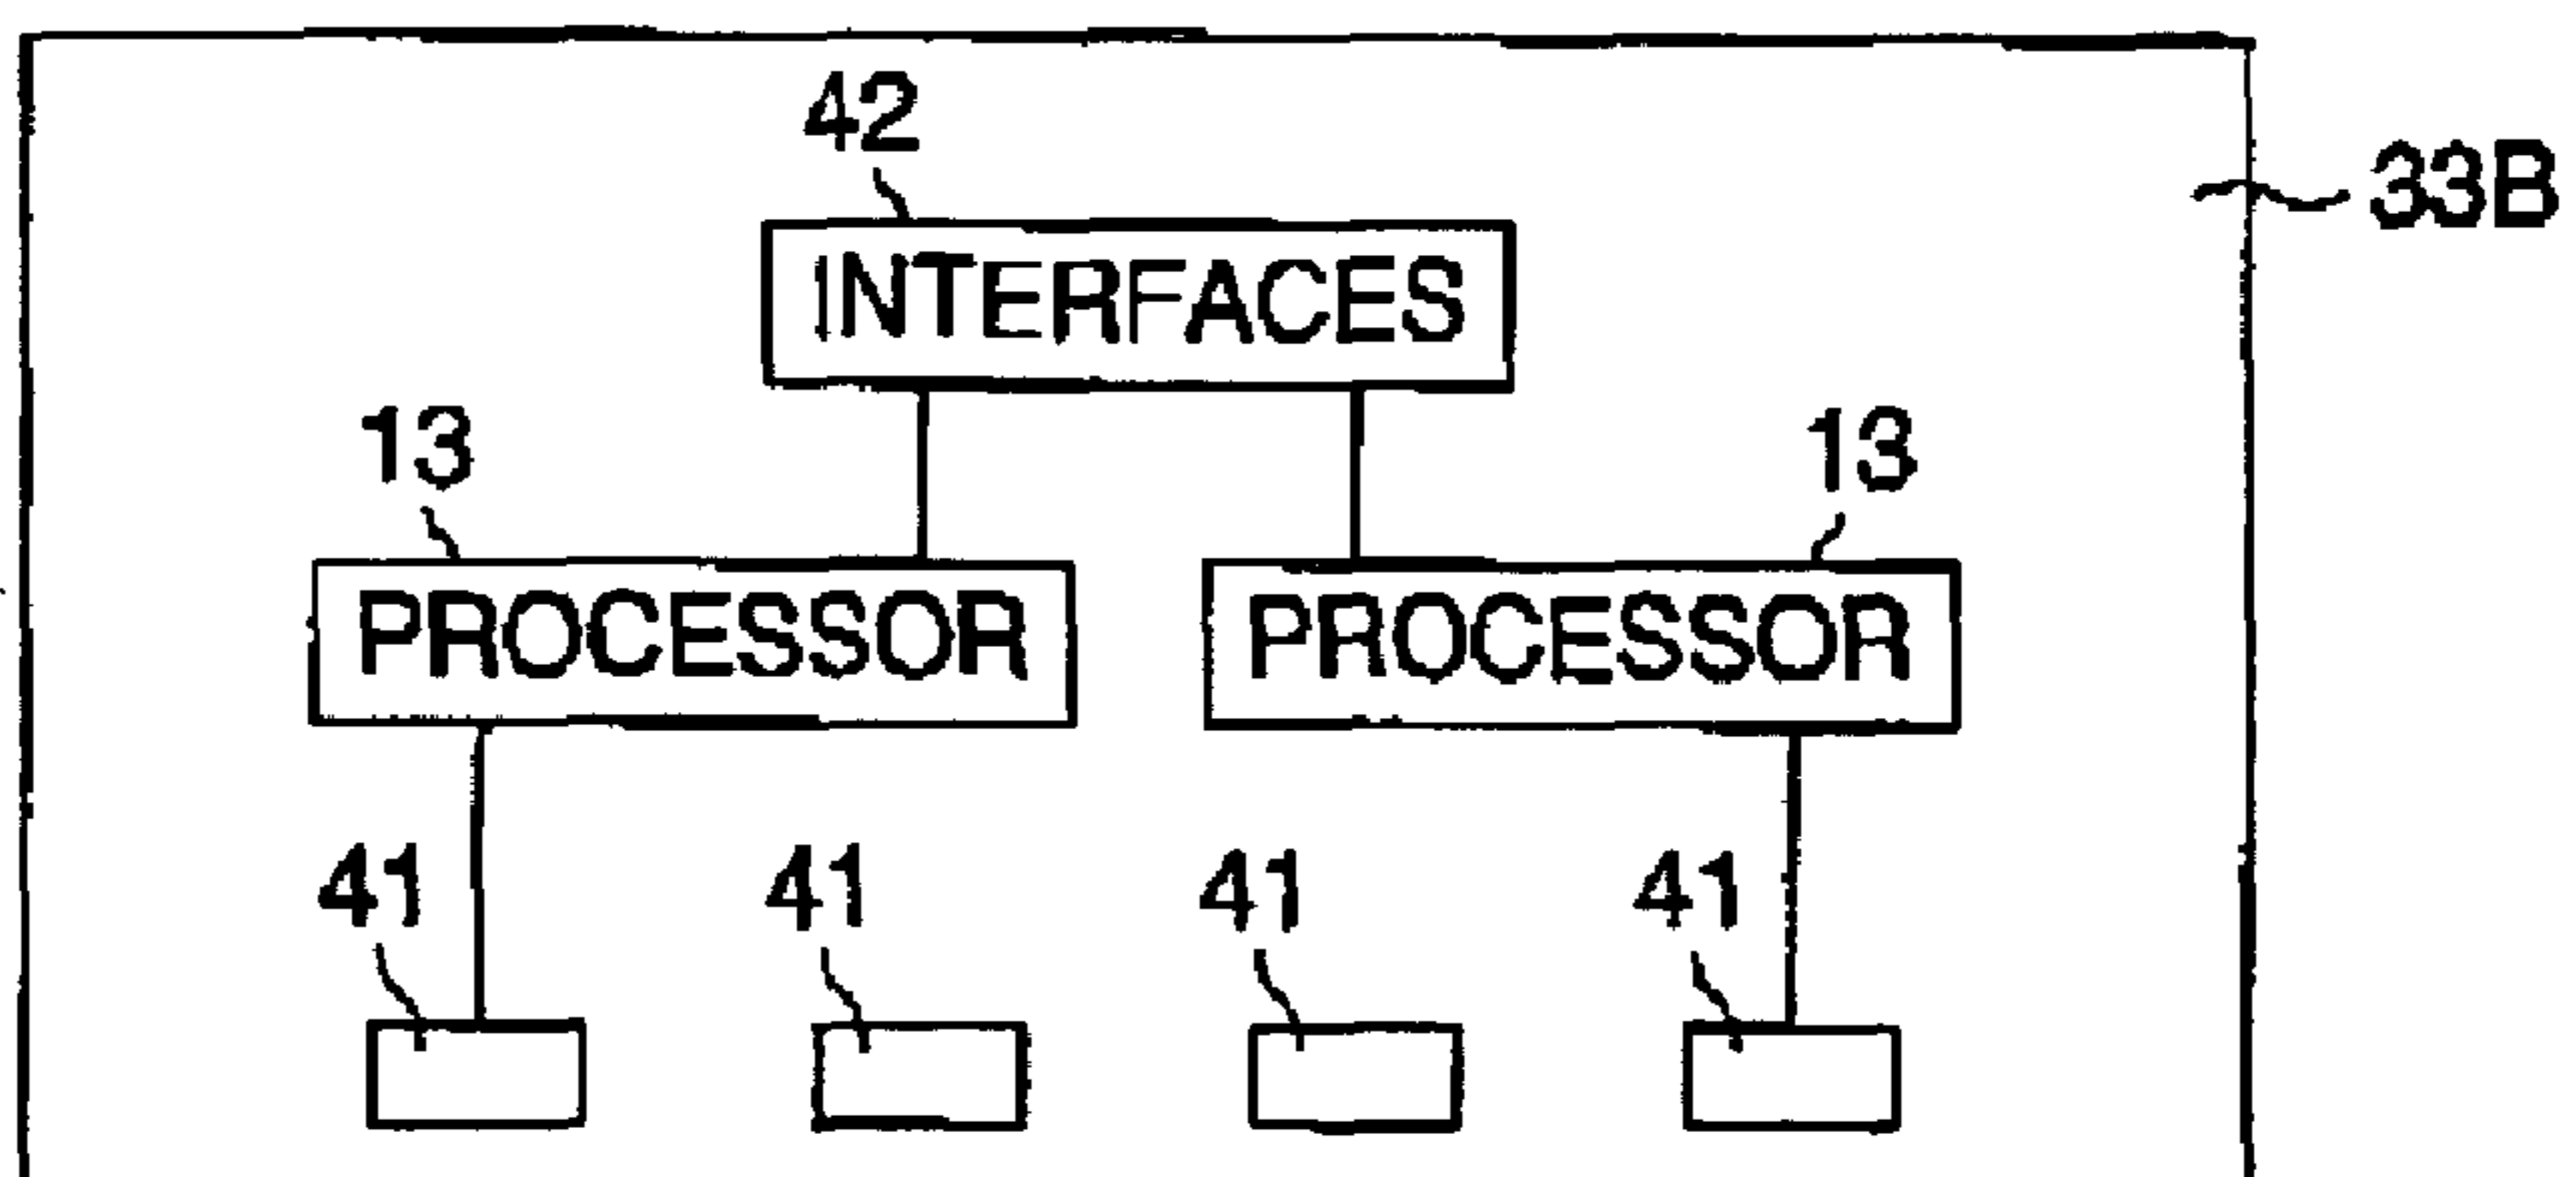 42
33B
INTERFACES
13 13
PROCESSOR PROCESSOR
41 41 41 41